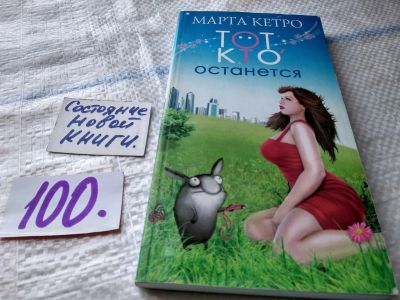 МАРТА КЕТРО
ТОТ
КТО
останется
Состояние
новой
книги.
100.